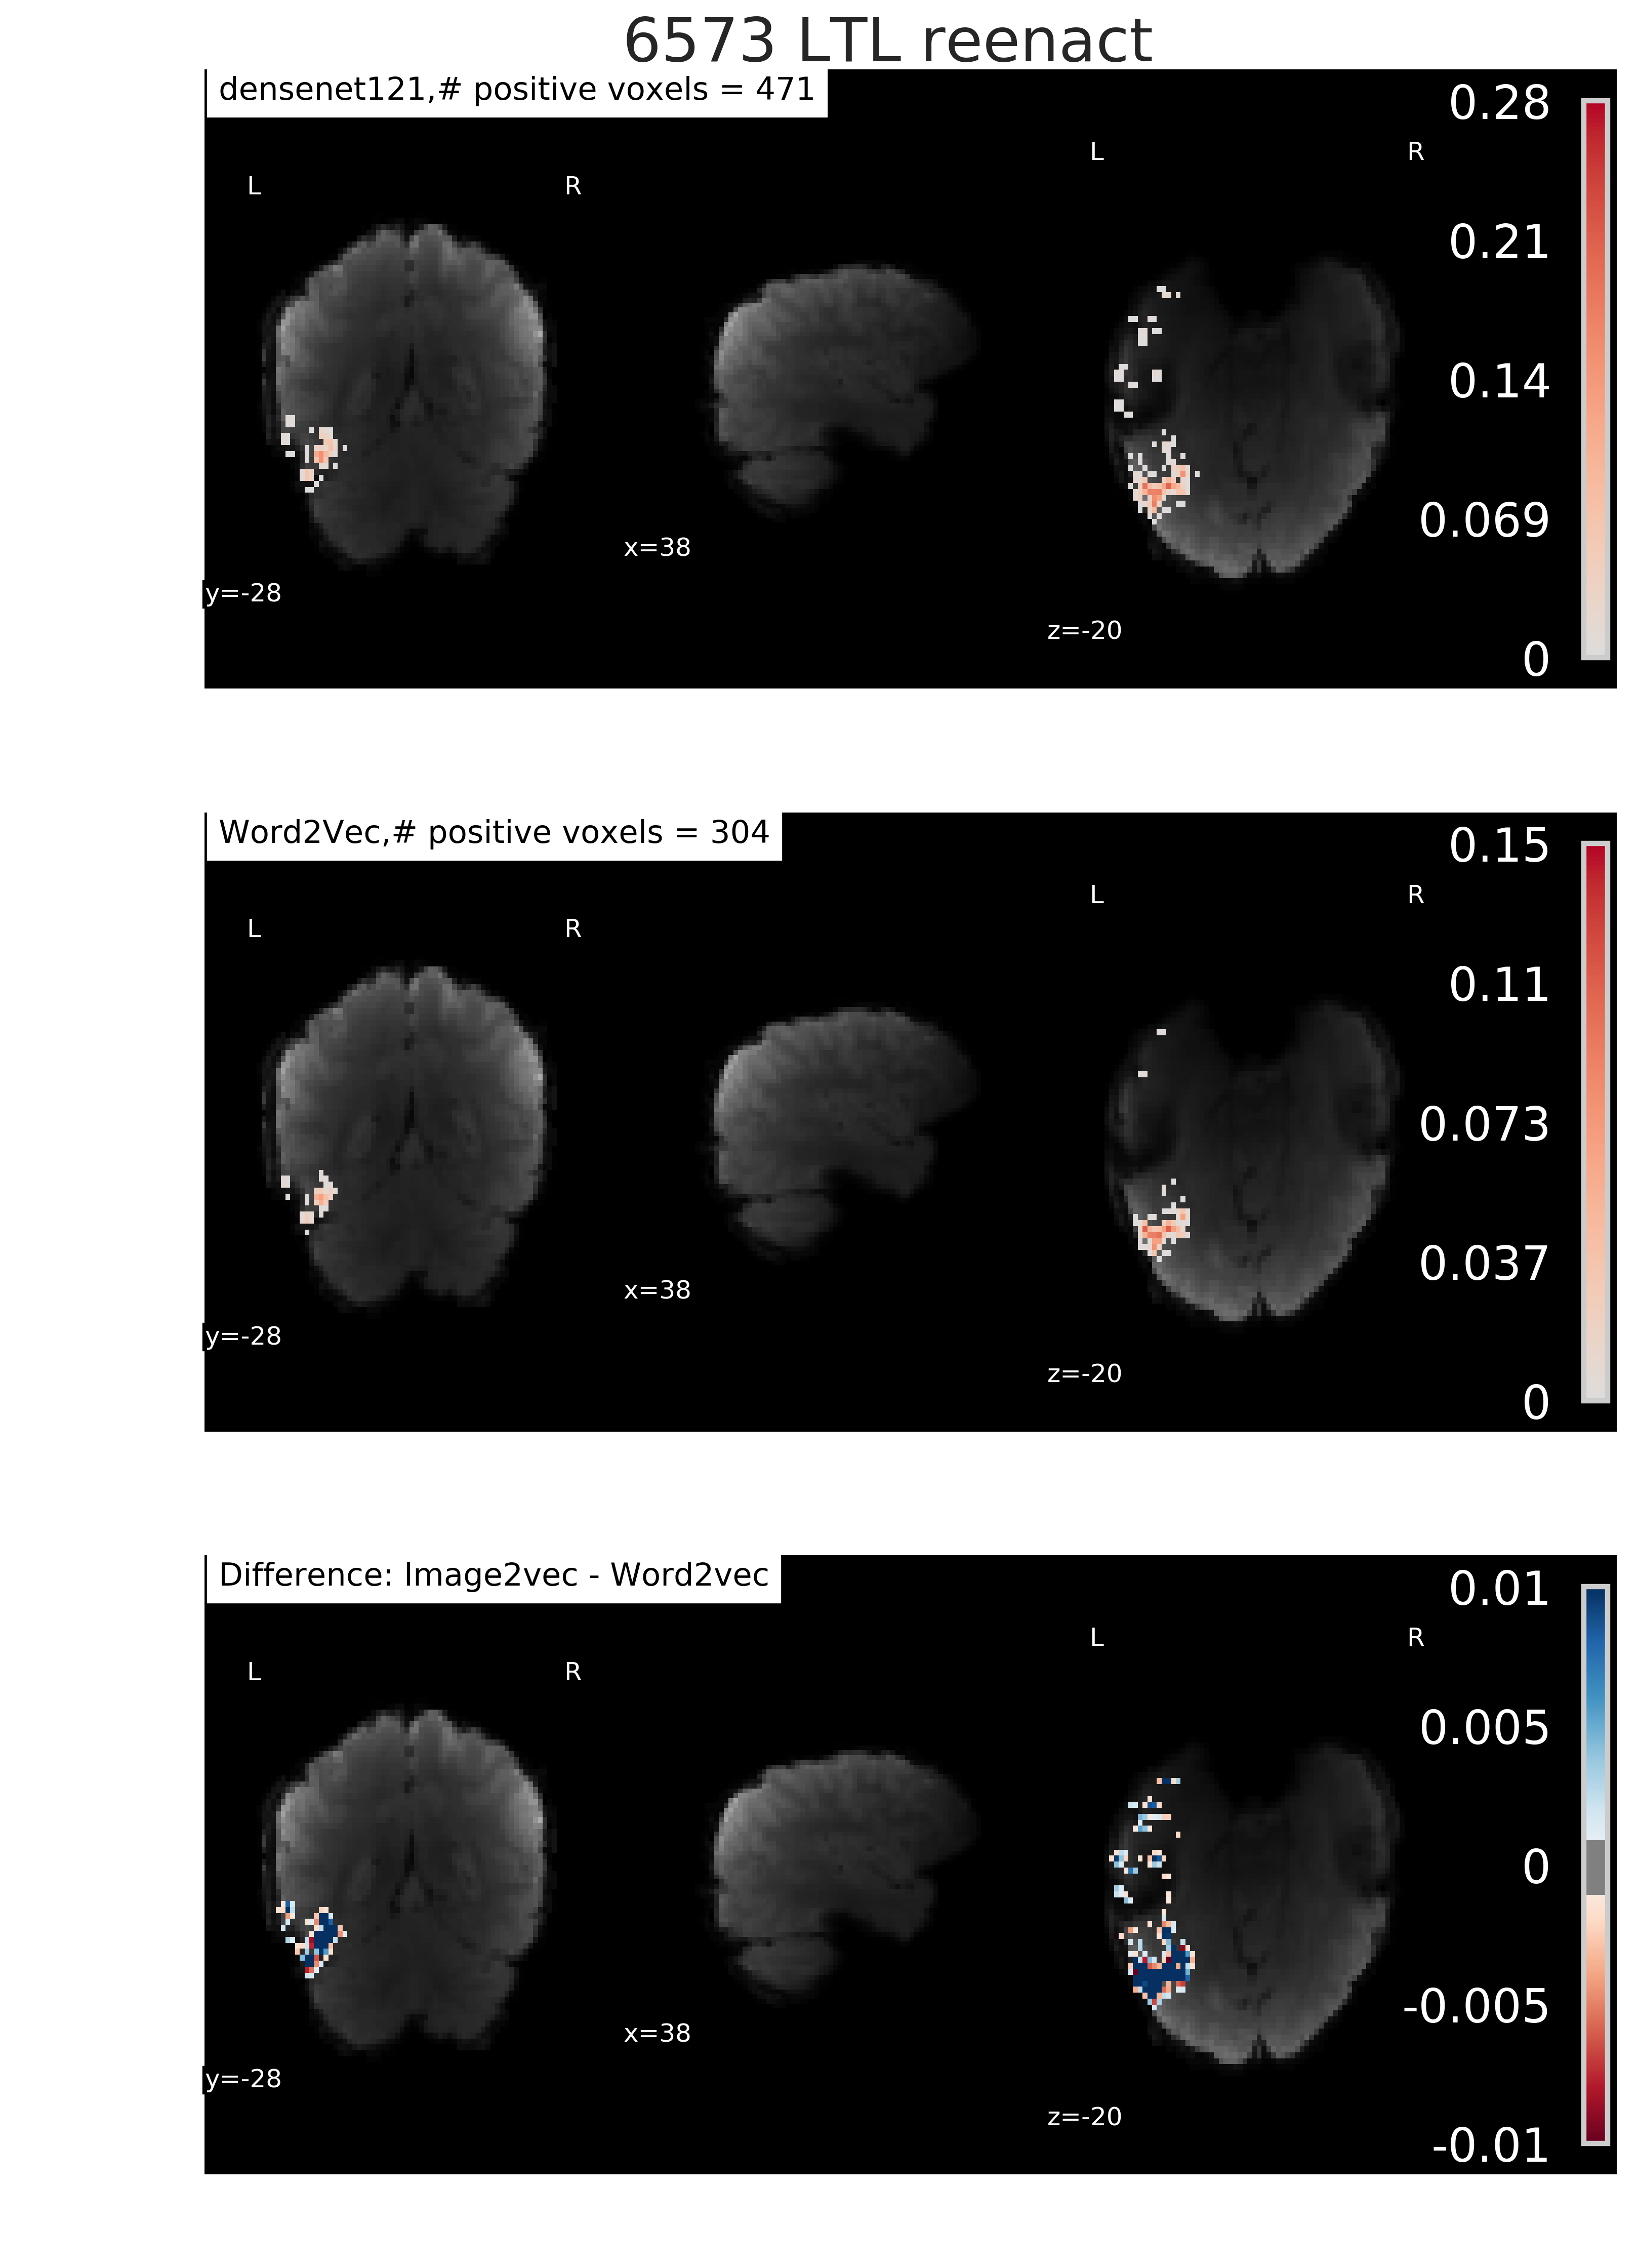 6573 LTL reenact
densenet121,# positive voxels = 471
L R L R
0.28
0.21
0.14
0.069
0
y=-28
x=38
z=-20
Word2Vec,# positive voxels = 304
L R L R
0.15
0.11
0.073
0.037
0
y=-28
x=38
z=-20
Difference: Image2vec - Word2vec
L R L R
0.01
0.005
0
-0.005
-0.01
y=-28
x=38
z=-20